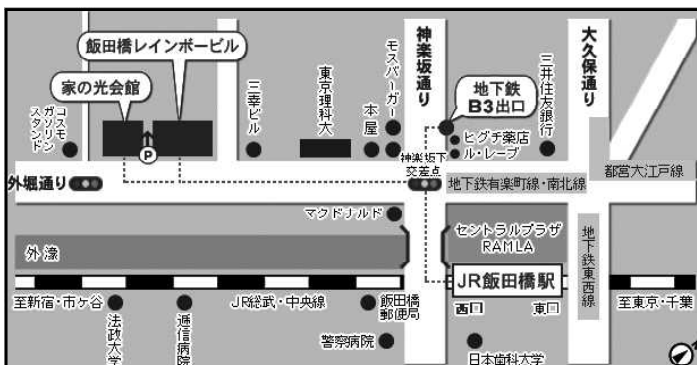 飯田橋レインボービル
家の光会館
コスモ
ガソリン
スタンド
P
三幸ビル
東京理科大
本屋
モスバーガー
神楽坂通り
地下鉄
B3出口
ヒグチ薬店
ル・レーブ
三井住友銀行
大久保通り
都営大江戸線
外堀通り
神楽坂下
交差点
地下鉄有楽町線・南北線
マクドナルド
外濠
セントラルプラザ
RAMLA
地下鉄東西線
JR飯田橋駅
西口
東口
至新宿・市ヶ谷
JR総武・中央線
飯田橋
郵便局
至東京・千葉
法政大学
逓信病院
警察病院
日本歯科大学